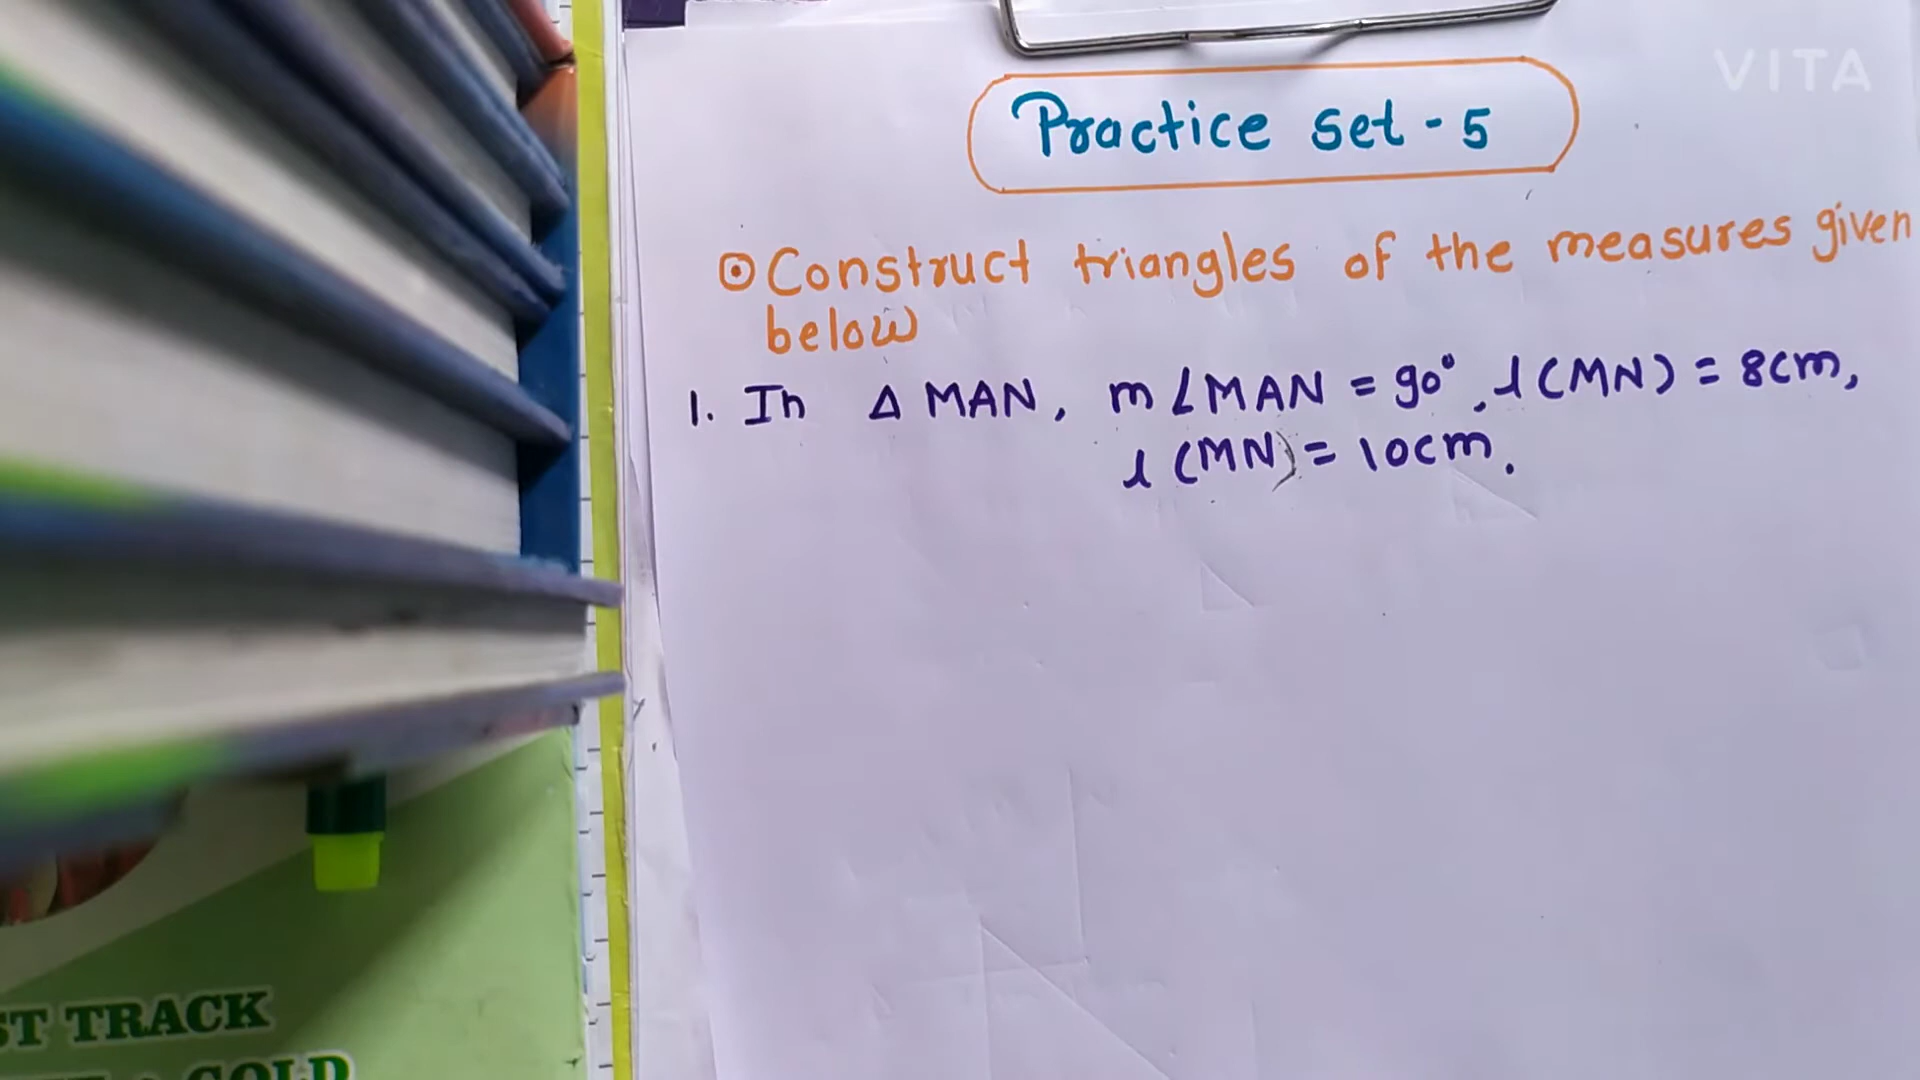 VITA
Practice set - 5
⊙ Construct triangles of the measures given
below
1. In Δ MAN, m∠MAN = 90°, l(MN) = 8cm,
l(MN) = 10cm.
ST TRACK
GOLD